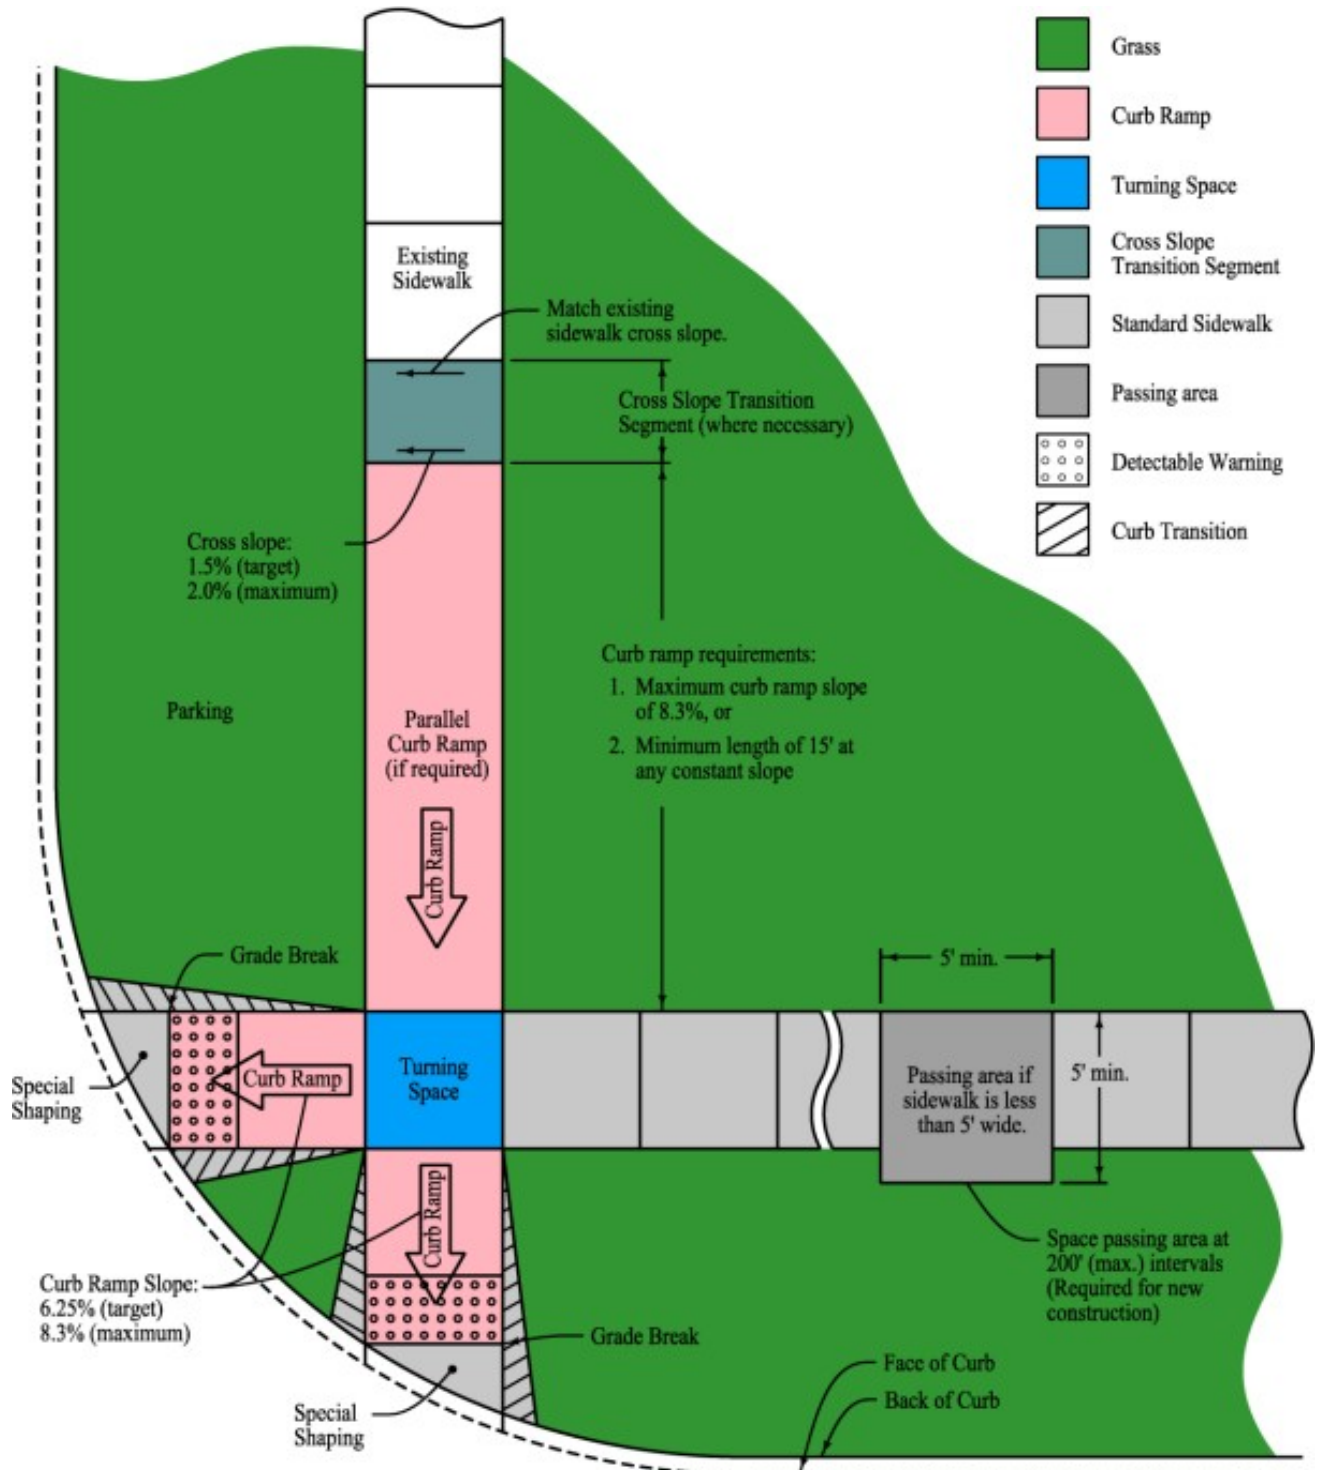 Grass
Curb Ramp
Turning Space
Cross Slope
Transition Segment
Standard Sidewalk
Passing area
Detectable Warning
Curb Transition
Existing
Sidewalk
Match existing
sidewalk cross slope.
Cross Slope Transition
Segment (where necessary)
Cross slope:
1.5% (target)
2.0% (maximum)
Curb ramp requirements:
1. Maximum curb ramp slope
of 8.3%, or
2. Minimum length of 15' at
any constant slope
Parking
Parallel
Curb Ramp
(if required)
Curb Ramp
Grade Break
5' min.
Special
Shaping
Curb Ramp
Turning
Space
Passing area if
sidewalk is less
than 5' wide.
5' min.
Curb Ramp
Space passing area at
200' (max.) intervals
(Required for new
construction)
Curb Ramp Slope:
6.25% (target)
8.3% (maximum)
Grade Break
Face of Curb
Back of Curb
Special
Shaping